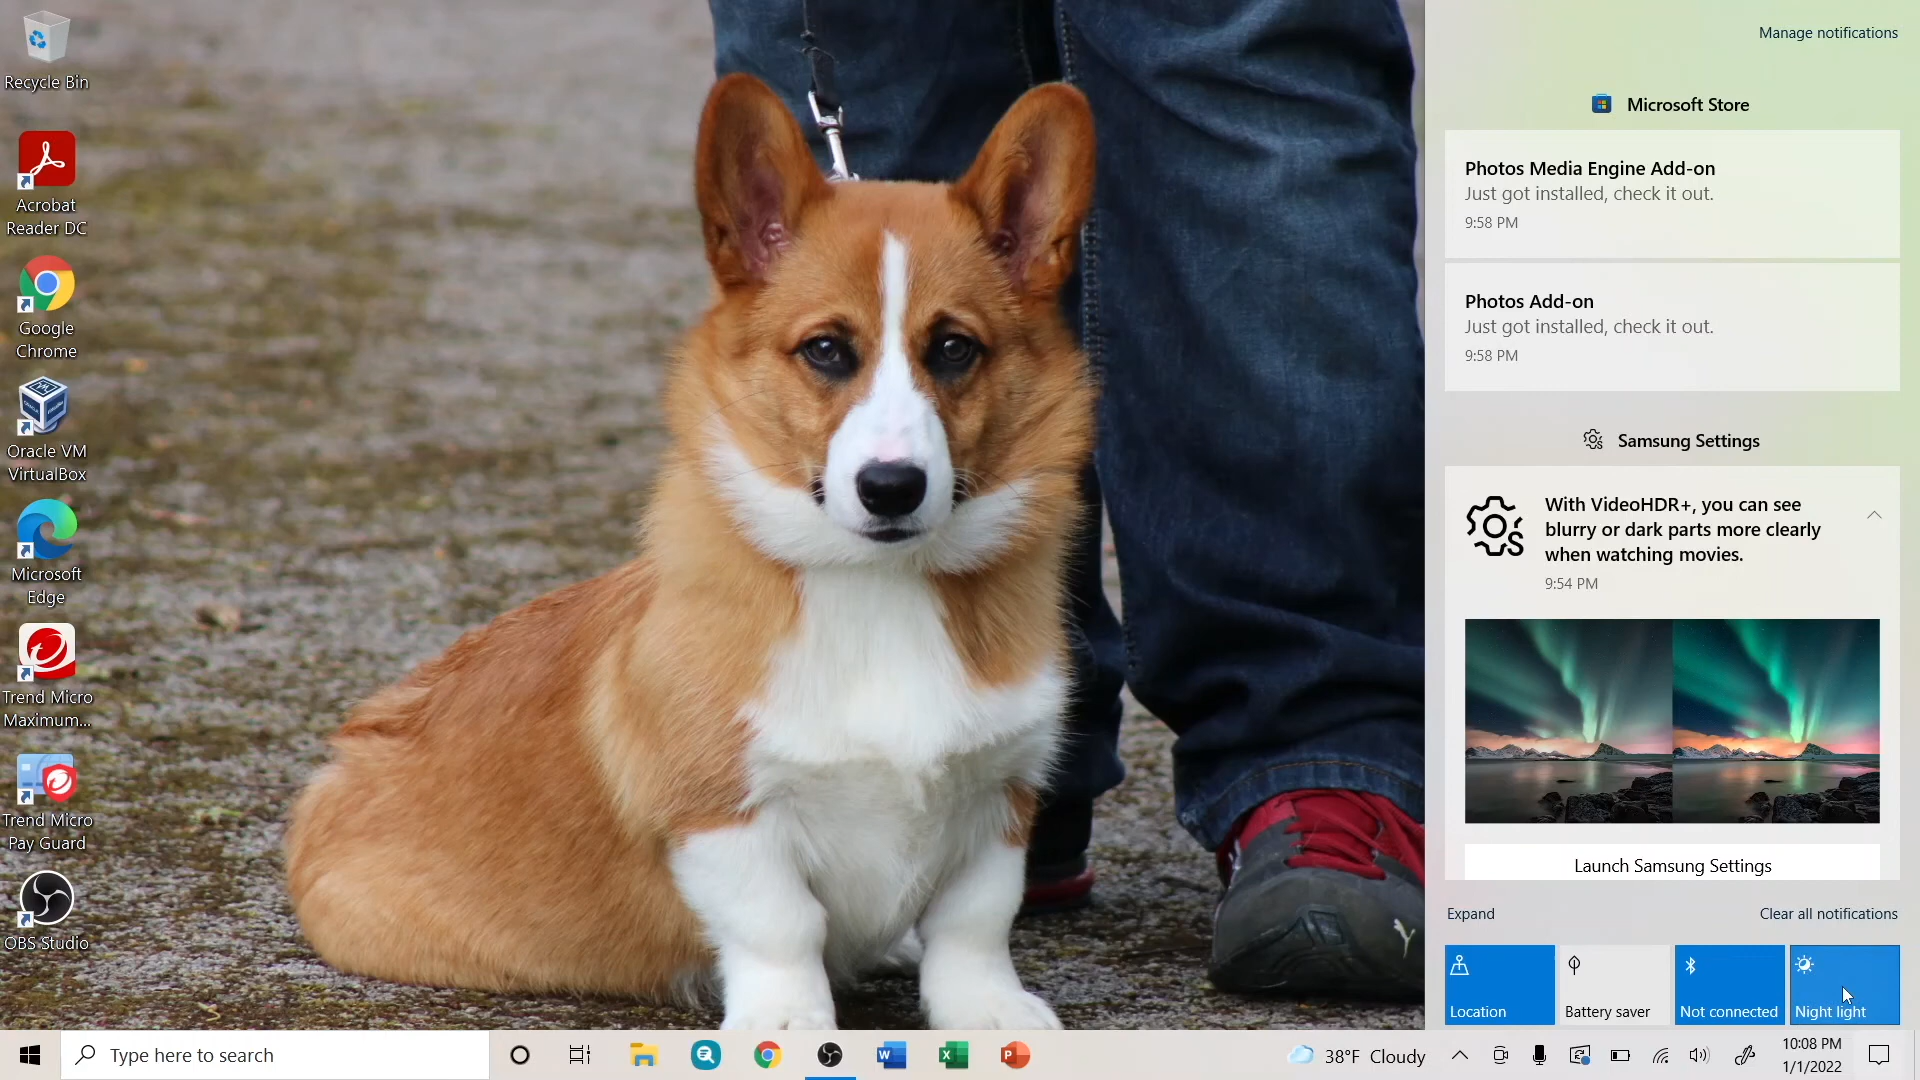 Recycle Bin
Acrobat
Reader DC
Google
Chrome
Oracle VM
VirtualBox
Microsoft
Edge
Trend Micro
Maximum...
Trend Micro
Pay Guard
OBS Studio
Manage notifications
Microsoft Store
Photos Media Engine Add-on
Just got installed, check it out.
9:58 PM
Photos Add-on
Just got installed, check it out.
9:58 PM
Samsung Settings
With VideoHDR+, you can see
blurry or dark parts more clearly
when watching movies.
9:54 PM
Launch Samsung Settings
Expand
Clear all notifications
Location
Battery saver
Not connected
Night light
Type here to search
38°F Cloudy
10:08 PM
1/1/2022